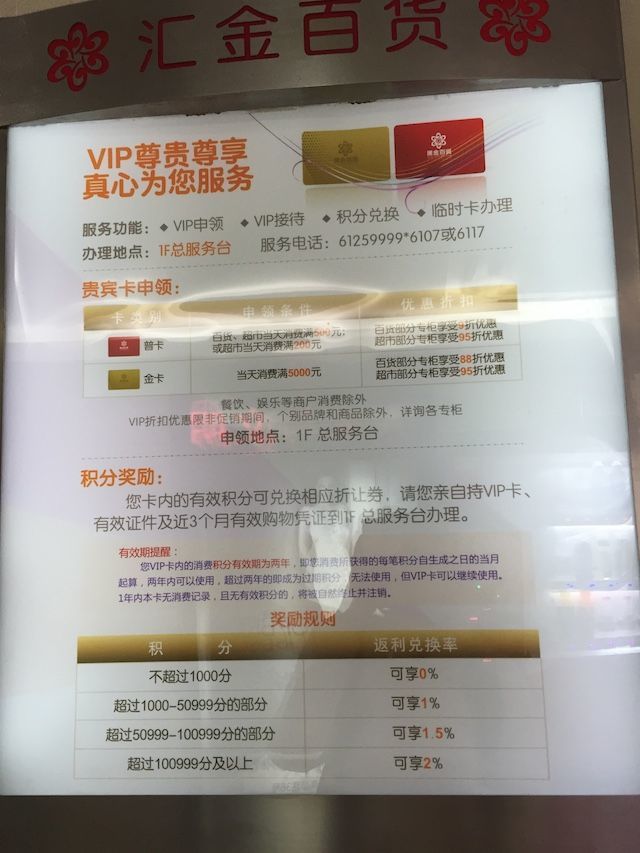 汇金百货
VIP尊贵尊享
真心为您服务
服务功能：◆ VIP申领 ◆ VIP接待 ◆ 积分兑换 ◆ 临时卡办理
办理地点：1F总服务台 服务电话：61259999*6107或6117
贵宾卡申领：
卡类别 申领条件 优惠折扣
普卡 百货、超市当天消费满500元； 百货部分专柜享受9折优惠
或超市当天消费满200元 超市部分专柜享受95折优惠
金卡 当天消费满5000元 百货部分专柜享受88折优惠
超市部分专柜享受95折优惠
餐饮、娱乐等商户消费除外
VIP折扣优惠限非促销期间，个别品牌和商品除外，详询各专柜
申领地点：1F 总服务台
积分奖励：
您卡内的有效积分可兑换相应折让券，请您亲自持VIP卡、
有效证件及近3个月有效购物凭证到1F 总服务台办理。
有效期提醒：
您VIP卡内的消费积分有效期为两年，即您消费所获得的每笔积分自生成之日的当月
起算，两年内可以使用，超过两年的即成为过期积分，无法使用，但VIP卡可以继续使用。
1年内本卡无消费记录，且无有效积分的，将被自然终止并注销。
奖励规则
积 分 返利兑换率
不超过1000分 可享0%
超过1000-50999分的部分 可享1%
超过50999-100999分的部分 可享1.5%
超过100999分及以上 可享2%